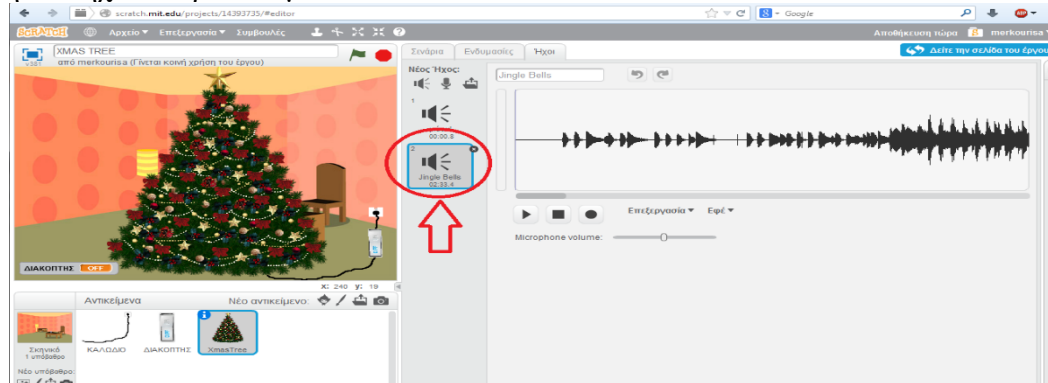 scratch.mit.edu/projects/14393735/#editor
Google
SCRATCH Αρχείο Επεξεργασία Συμβουλές
Αποθήκευση τώρα merkourisa
XMAS TREE
από merkourisa (Γίνεται κοινή χρήση του έργου)
v381
Σενάρια Ενδυμασίες Ήχοι
Δείτε την σελίδα του έργου
Νέος Ήχος:
Jingle Bells
1
00:00.8
2
Jingle Bells
02:33.4
Επεξεργασία Εφέ
Microphone volume:
ΔΙΑΚΟΠΤΗΣ OFF
x: 240 y: 19
Αντικείμενα Νέο αντικείμενο:
Σκηνικό
1 υπόβαθρο
ΚΑΛΩΔΙΟ ΔΙΑΚΟΠΤΗΣ XmasTree
Νέο υπόβαθρο: